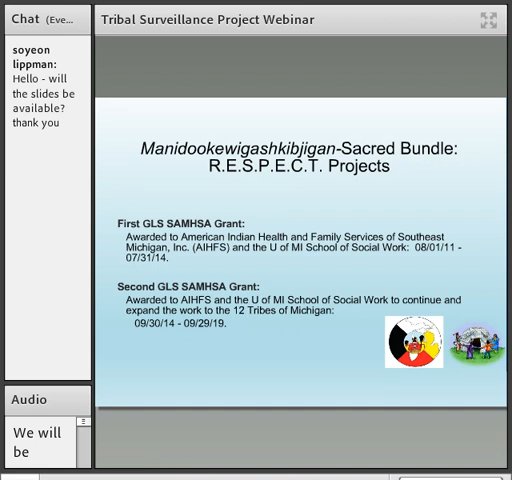 Chat (Eve...
Tribal Surveillance Project Webinar
soyeon
lippman:
Hello - will
the slides be
available?
thank you
Manidookewigashkibjigan-Sacred Bundle:
R.E.S.P.E.C.T. Projects
First GLS SAMHSA Grant:
Awarded to American Indian Health and Family Services of Southeast
Michigan, Inc. (AIHFS) and the U of MI School of Social Work: 08/01/11 -
07/31/14.
Second GLS SAMHSA Grant:
Awarded to AIHFS and the U of MI School of Social Work to continue and
expand the work to the 12 Tribes of Michigan:
09/30/14 - 09/29/19.
Audio
We will
be